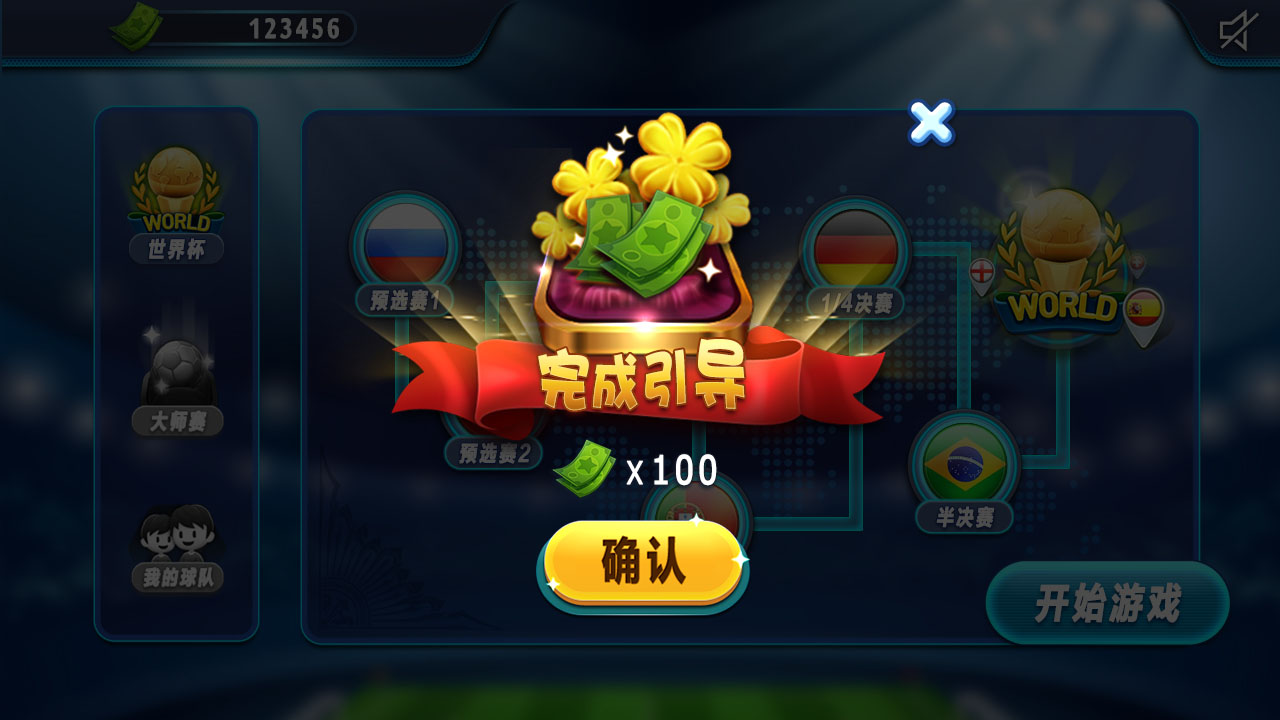 123456
WORLD
世界杯
大师赛
我的球队
预选赛1
预选赛2
1/4决赛
WORLD
半决赛
完成引导
x100
确认
开始游戏